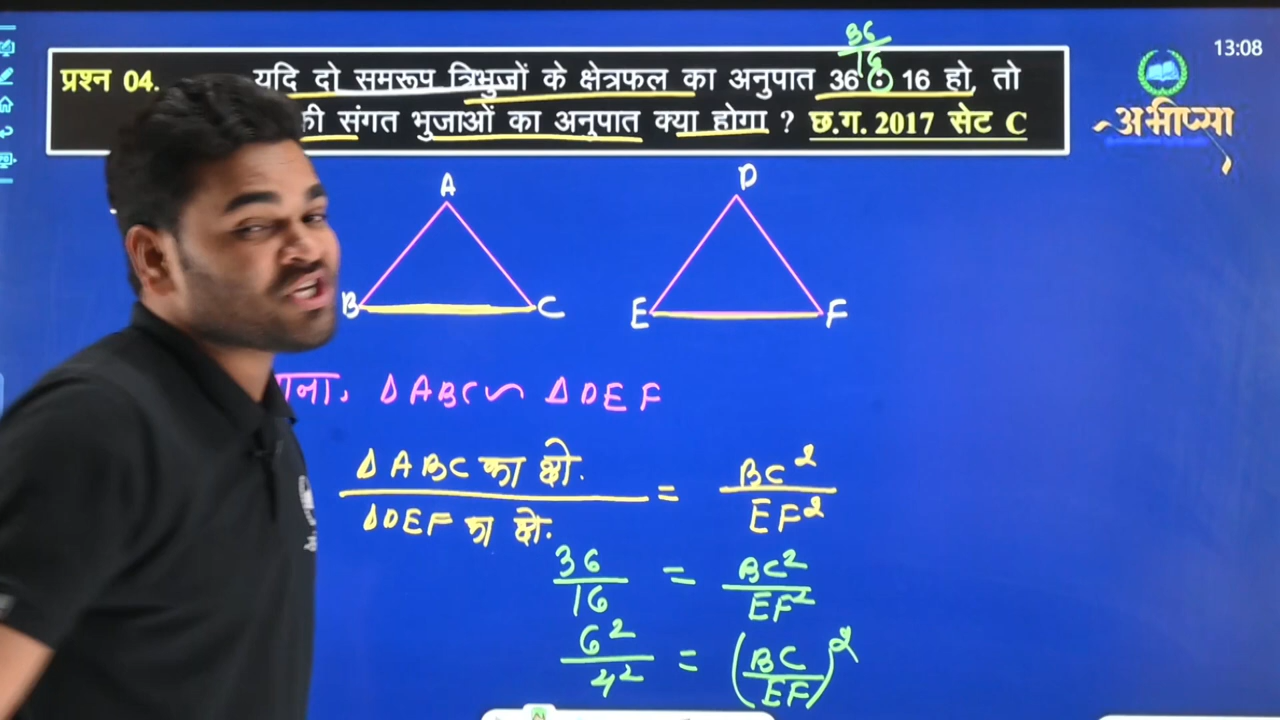 36
16
13:08
प्रश्न 04. यदि दो समरूप त्रिभुजों के क्षेत्रफल का अनुपात 36 : 16 हो, तो
की संगत भुजाओं का अनुपात क्या होगा ? छ.ग. 2017 सेट C
अभीप्सा
A
D
B
C
E
F
ΔABC ~ ΔDEF
ΔABC का क्षे. / ΔDEF का क्षे. = BC² / EF²
36/16 = BC²/EF²
6²/4² = (BC/EF)²